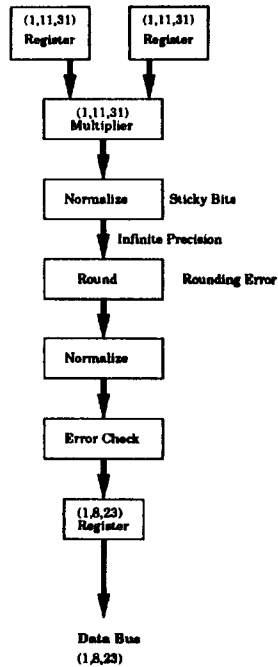 (1,11,31)
Register
(1,11,31)
Register
(1,11,31)
Multiplier
Normalize
Sticky Bits
Infinite Precision
Round
Rounding Error
Normalize
Error Check
(1,8,23)
Register
Data Bus
(1,8,23)